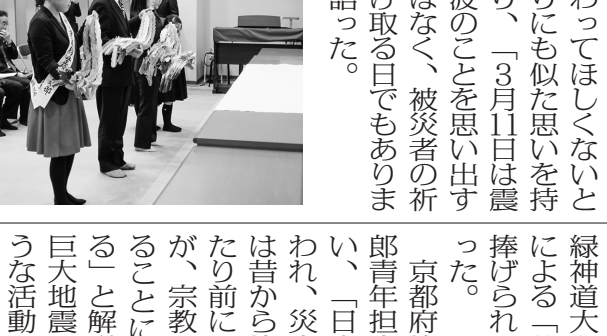 わってほしくないと
りにも似た思いを持
り、「3月11日は震
波のことを思い出す
はなく、被災者の祈
け取る日でもありま
語った。
緑神道大
による「
捧げられ
った。
京都府
郎青年担
い、「日
われ、災
は昔から
たり前に
が、宗教
ることに
る」と解
巨大地震
うな活動